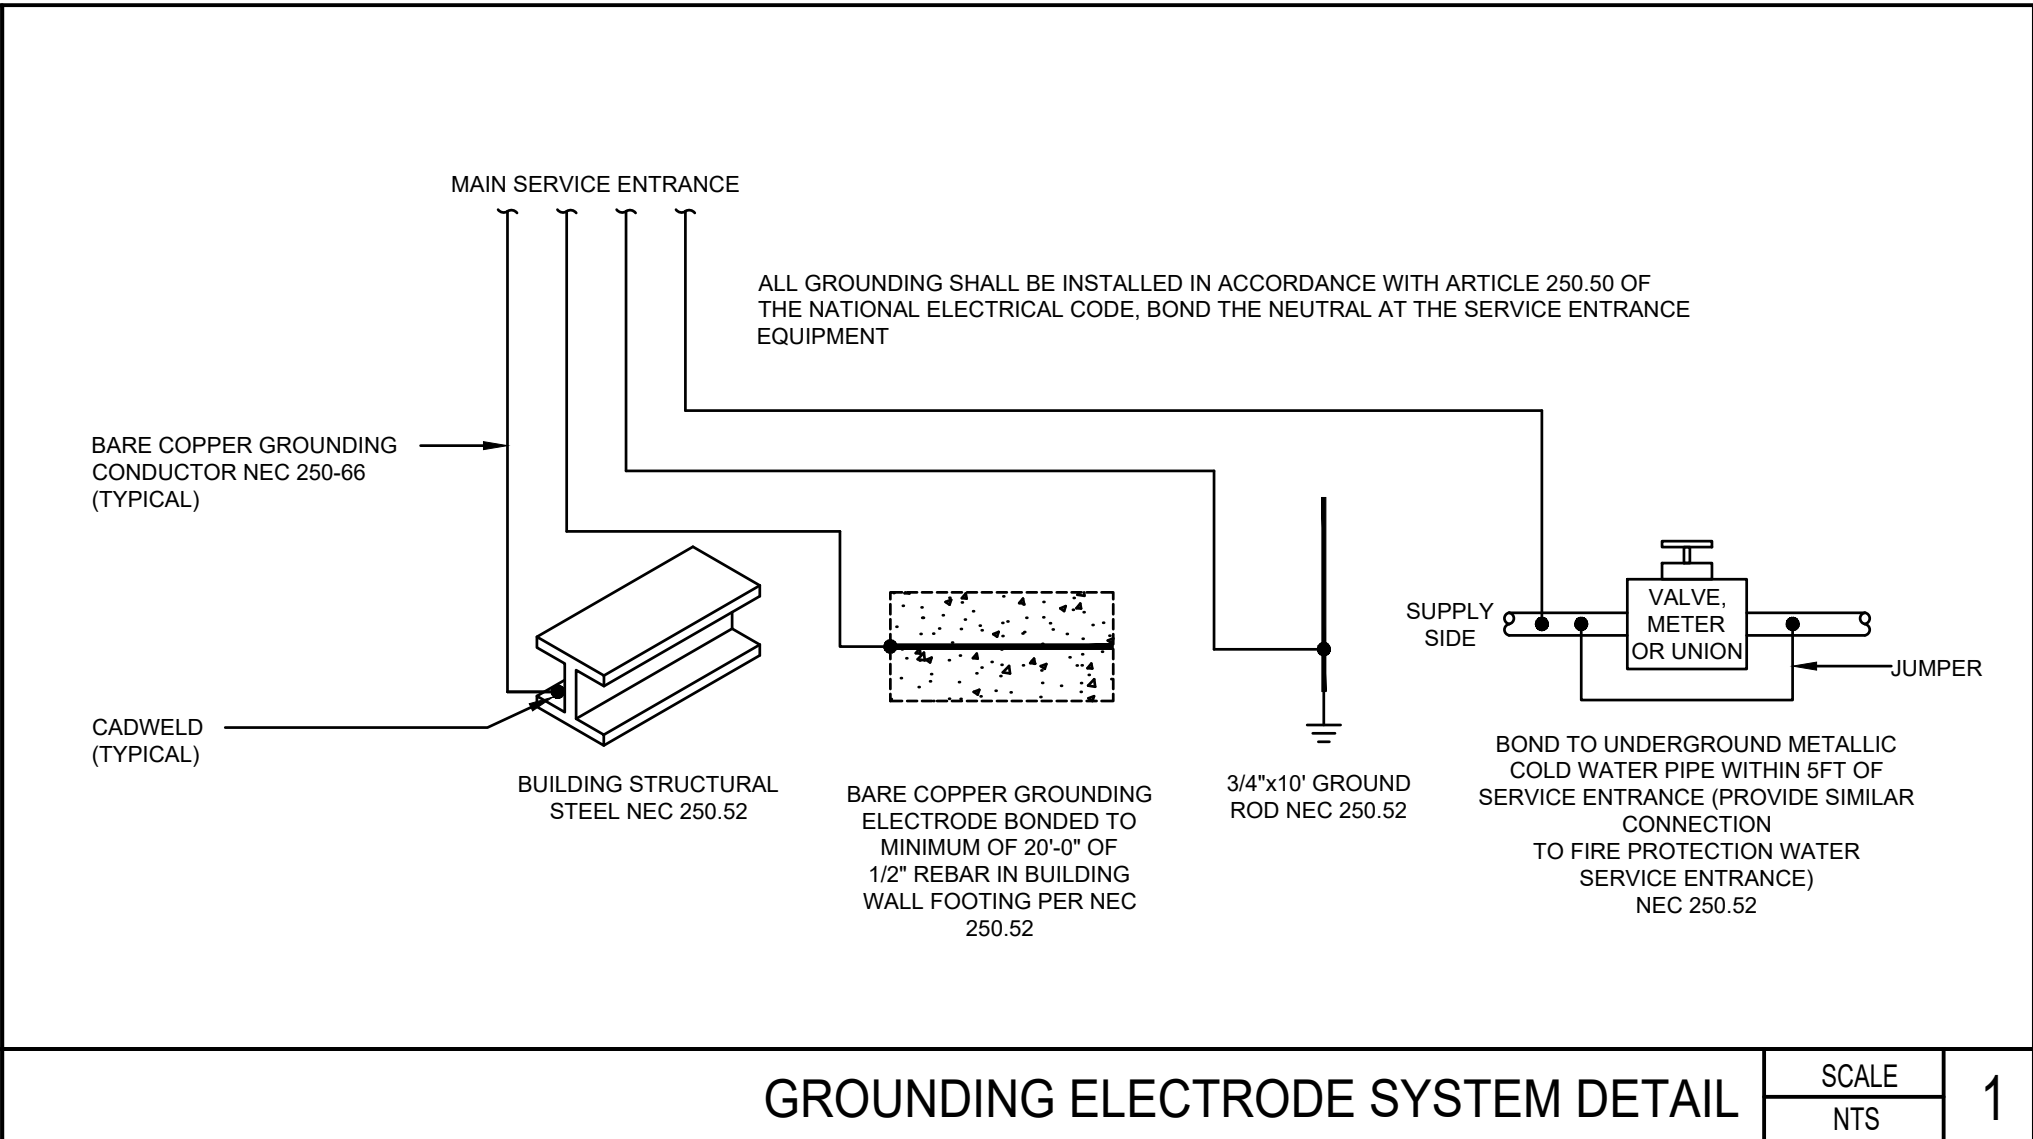 MAIN SERVICE ENTRANCE
ALL GROUNDING SHALL BE INSTALLED IN ACCORDANCE WITH ARTICLE 250.50 OF
THE NATIONAL ELECTRICAL CODE, BOND THE NEUTRAL AT THE SERVICE ENTRANCE
EQUIPMENT
BARE COPPER GROUNDING
CONDUCTOR NEC 250-66
(TYPICAL)
CADWELD
(TYPICAL)
BUILDING STRUCTURAL
STEEL NEC 250.52
BARE COPPER GROUNDING
ELECTRODE BONDED TO
MINIMUM OF 20'-0" OF
1/2" REBAR IN BUILDING
WALL FOOTING PER NEC
250.52
3/4"x10' GROUND
ROD NEC 250.52
SUPPLY
SIDE
VALVE,
METER
OR UNION
JUMPER
BOND TO UNDERGROUND METALLIC
COLD WATER PIPE WITHIN 5FT OF
SERVICE ENTRANCE (PROVIDE SIMILAR
CONNECTION
TO FIRE PROTECTION WATER
SERVICE ENTRANCE)
NEC 250.52
GROUNDING ELECTRODE SYSTEM DETAIL
SCALE
NTS
1